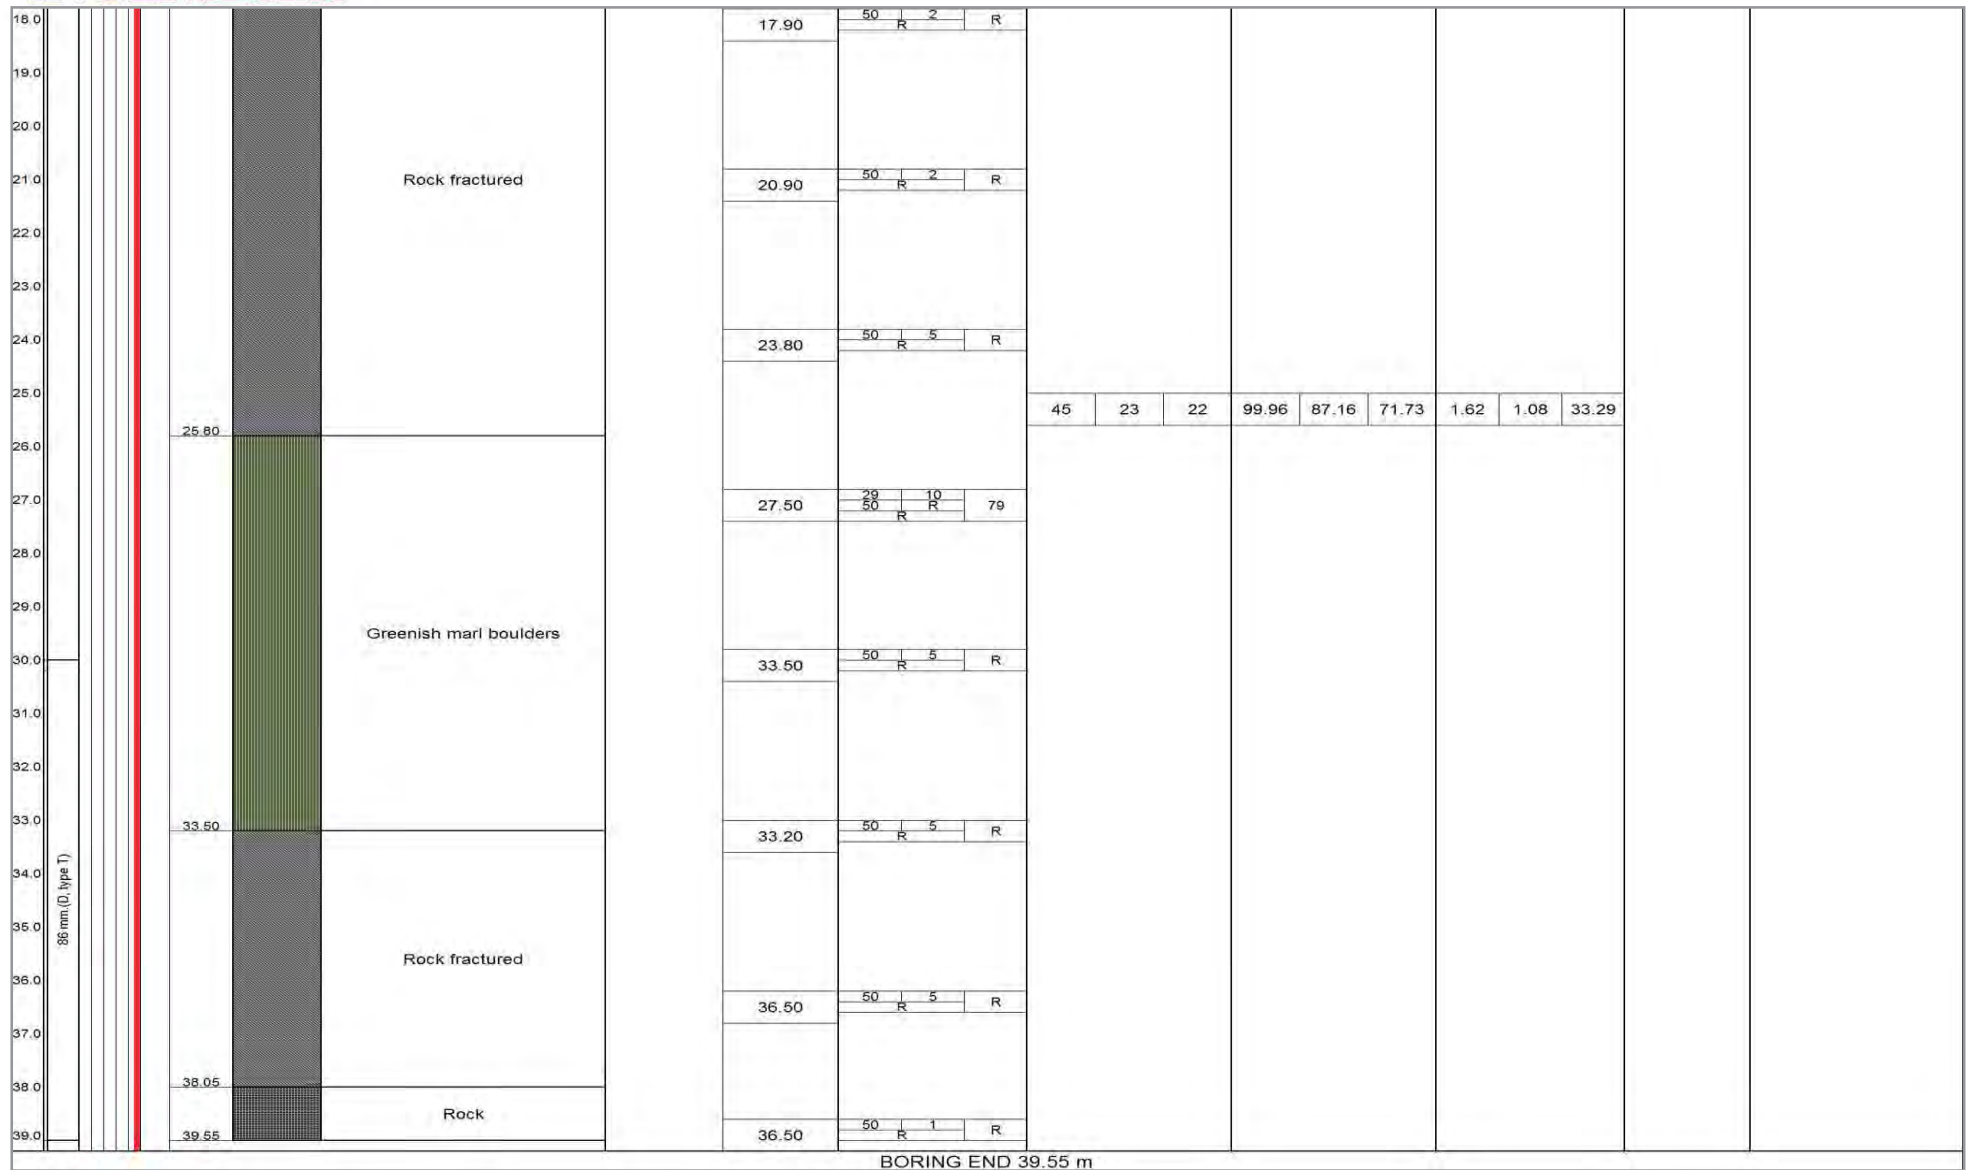 18.0
17.90
50 2
R
R
19.0
20.0
21.0
Rock fractured
20.90
50 2
R
R
22.0
23.0
24.0
23.80
50 5
R
R
25.0
45 23 22 99.96 87.16 71.73 1.62 1.08 33.29
25.80
26.0
27.0
27.50
29 10
50 R
R
79
28.0
29.0
Greenish marl boulders
30.0
33.50
50 5
R
R
31.0
32.0
33.0
33.50
33.20
50 5
R
R
34.0
86 mm.(D, type T)
35.0
Rock fractured
36.0
36.50
50 5
R
R
37.0
38.0
38.05
Rock
39.0
39.55
36.50
50 1
R
R
BORING END 39.55 m